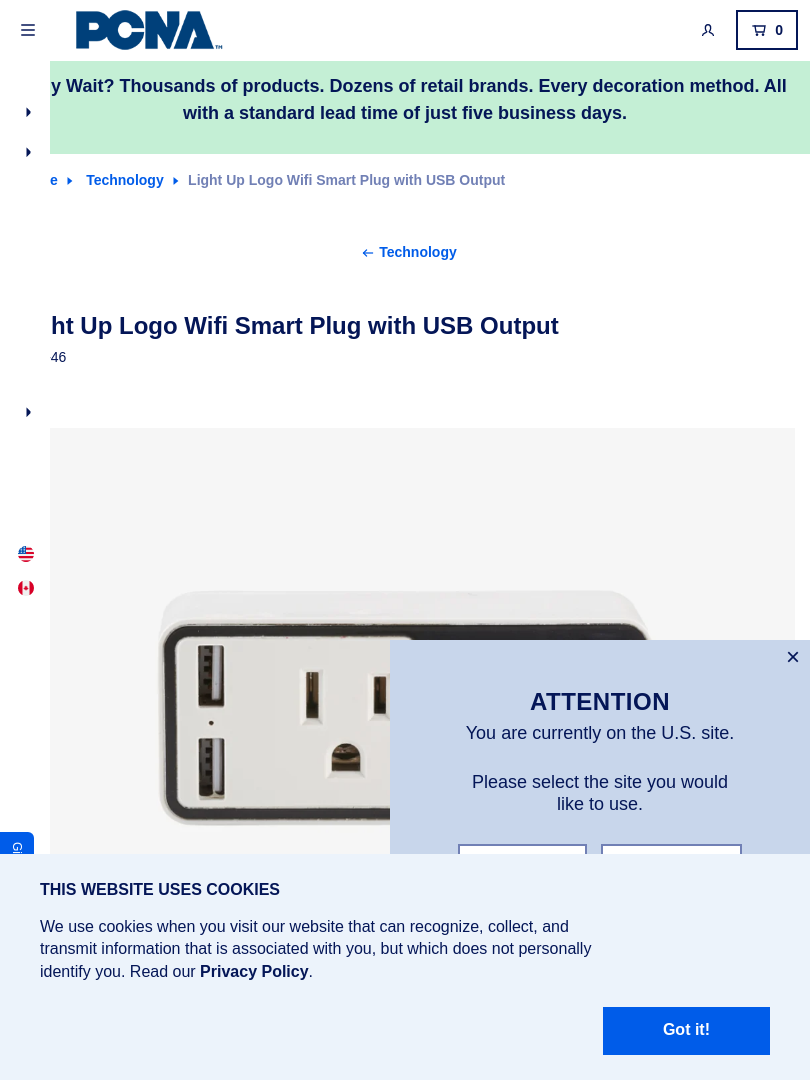 PCNA™
0
y Wait? Thousands of products. Dozens of retail brands. Every decoration method. All
with a standard lead time of just five business days.
e
Technology
Light Up Logo Wifi Smart Plug with USB Output
Technology
ht Up Logo Wifi Smart Plug with USB Output
46
ATTENTION
You are currently on the U.S. site.
Please select the site you would
like to use.
THIS WEBSITE USES COOKIES
We use cookies when you visit our website that can recognize, collect, and
transmit information that is associated with you, but which does not personally
identify you. Read our Privacy Policy.
Got it!